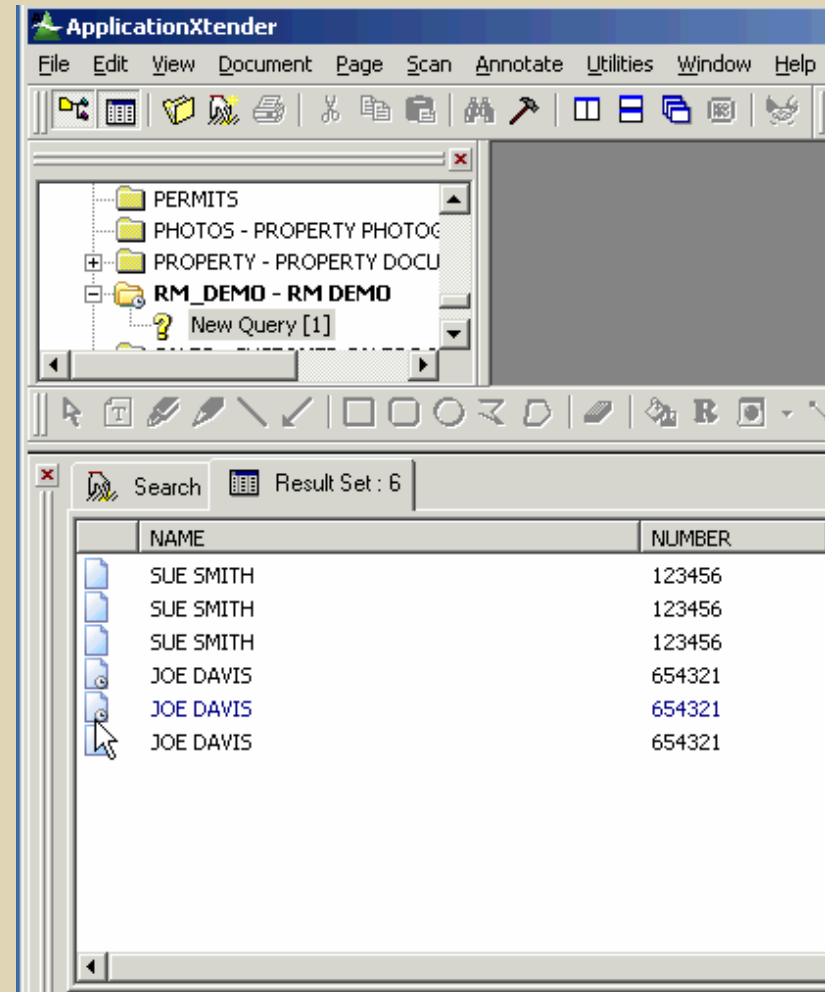 ApplicationXtender
File Edit View Document Page Scan Annotate Utilities Window Help
PERMITS
PHOTOS - PROPERTY PHOTOG
PROPERTY - PROPERTY DOCU
RM_DEMO - RM DEMO
New Query [1]
Search Result Set : 6
NAME NUMBER
SUE SMITH 123456
SUE SMITH 123456
SUE SMITH 123456
JOE DAVIS 654321
JOE DAVIS 654321
JOE DAVIS 654321